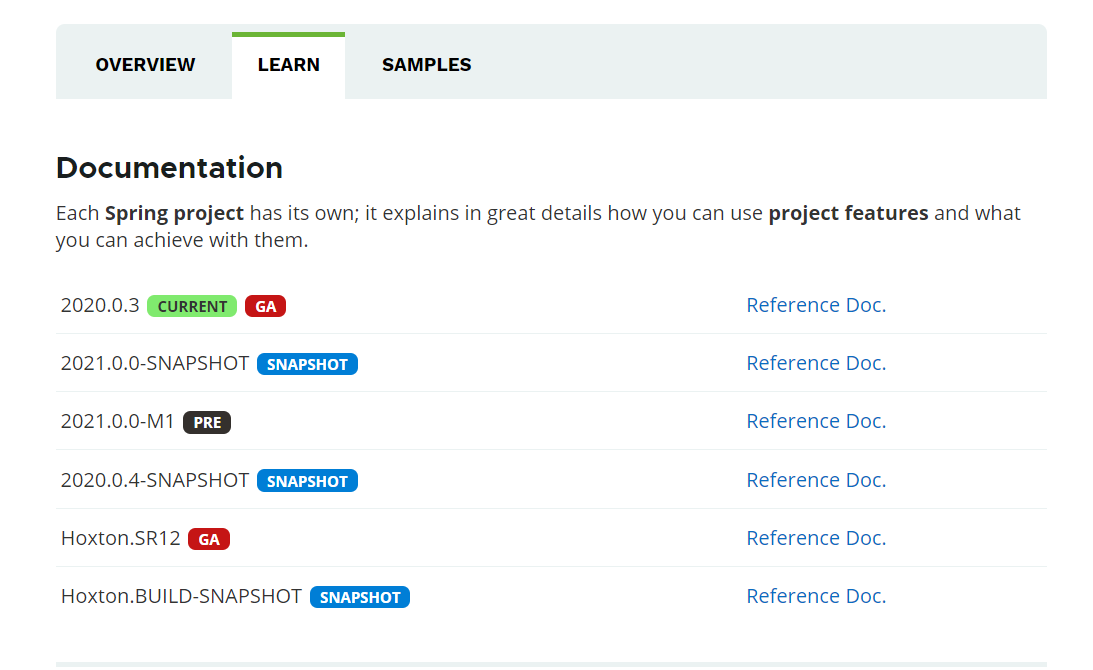 OVERVIEW LEARN SAMPLES
Documentation
Each Spring project has its own; it explains in great details how you can use project features and what
you can achieve with them.
2020.0.3 CURRENT GA Reference Doc.
2021.0.0-SNAPSHOT SNAPSHOT Reference Doc.
2021.0.0-M1 PRE Reference Doc.
2020.0.4-SNAPSHOT SNAPSHOT Reference Doc.
Hoxton.SR12 GA Reference Doc.
Hoxton.BUILD-SNAPSHOT SNAPSHOT Reference Doc.